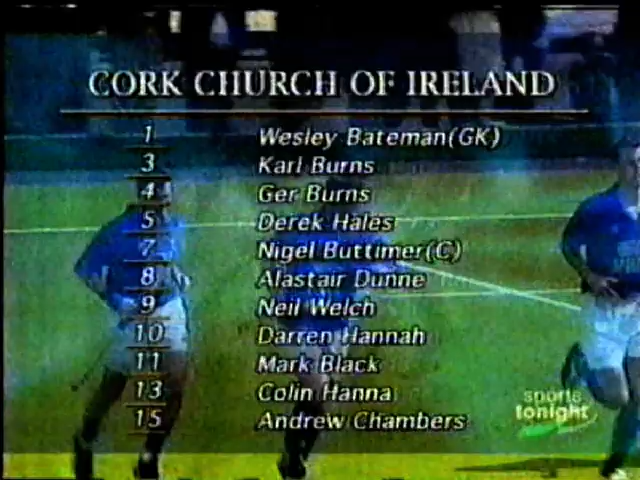 CORK CHURCH OF IRELAND
1 Wesley Bateman(GK)
3 Karl Burns
4 Ger Burns
5 Derek Hales
7 Nigel Buttimer(C)
8 Alastair Dunne
9 Neil Welch
10 Darren Hannah
11 Mark Black
13 Colin Hanna
15 Andrew Chambers
sports
tonight